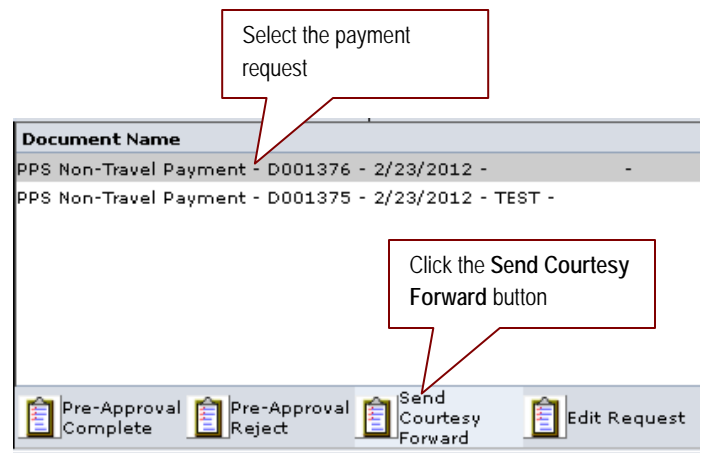 Select the payment
request
Document Name
PPS Non-Travel Payment - D001376 - 2/23/2012 - -
PPS Non-Travel Payment - D001375 - 2/23/2012 - TEST -
Click the Send Courtesy
Forward button
Pre-Approval
Complete
Pre-Approval
Reject
Send
Courtesy
Forward
Edit Request